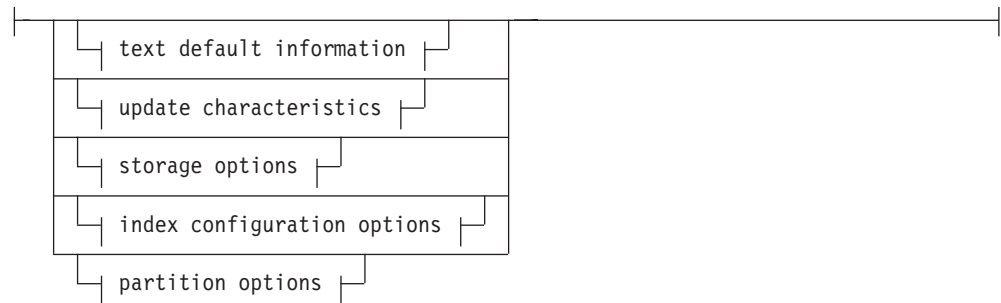 text default information
update characteristics
storage options
index configuration options
partition options